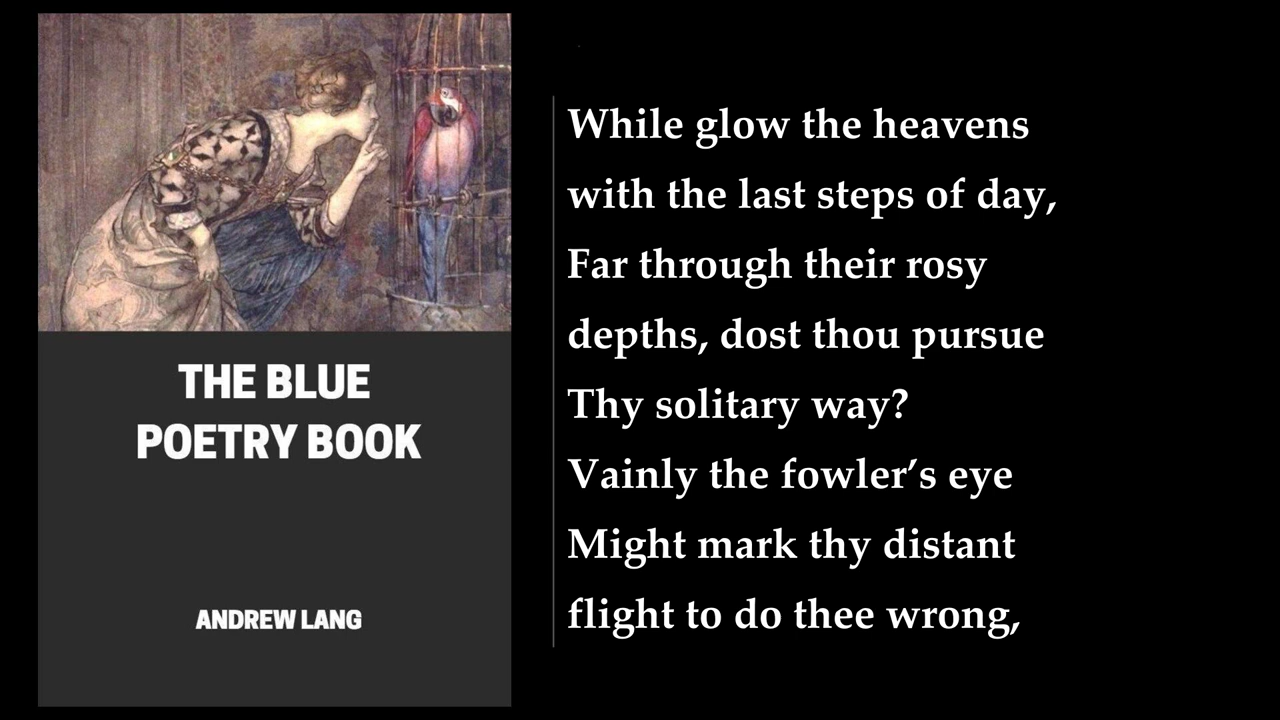 THE BLUE
POETRY BOOK
ANDREW LANG
While glow the heavens
with the last steps of day,
Far through their rosy
depths, dost thou pursue
Thy solitary way?
Vainly the fowler’s eye
Might mark thy distant
flight to do thee wrong,